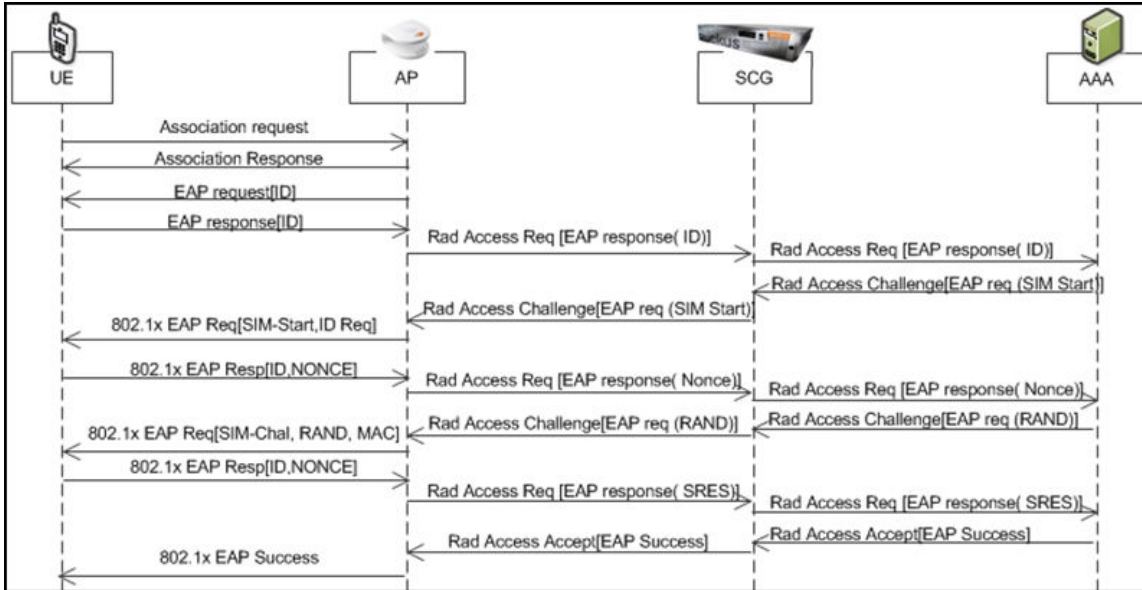 UE
AP
SCG
AAA
Association request
Association Response
EAP request[ID]
EAP response[ID]
Rad Access Req [EAP response( ID)]
Rad Access Req [EAP response( ID)]
Rad Access Challenge[EAP req (SIM Start)]
Rad Access Challenge[EAP req (SIM Start)]
802.1x EAP Req[SIM-Start,ID Req]
802.1x EAP Resp[ID,NONCE]
Rad Access Req [EAP response( Nonce)]
Rad Access Req [EAP response( Nonce)]
Rad Access Challenge[EAP req (RAND)]
Rad Access Challenge[EAP req (RAND)]
802.1x EAP Req[SIM-Chal, RAND, MAC]
802.1x EAP Resp[ID,NONCE]
Rad Access Req [EAP response( SRES)]
Rad Access Req [EAP response( SRES)]
Rad Access Accept[EAP Success]
Rad Access Accept[EAP Success]
802.1x EAP Success